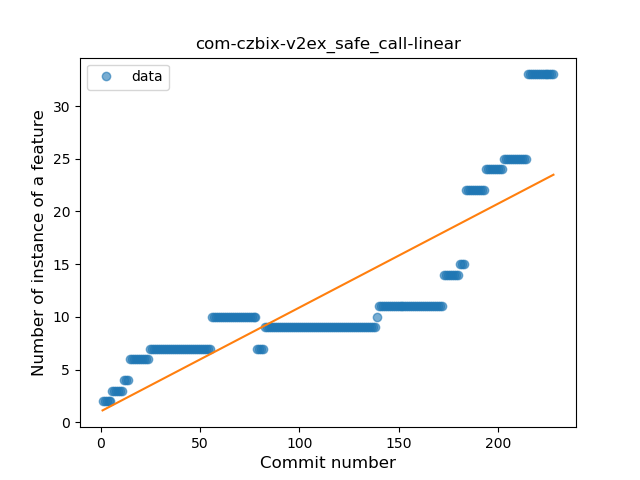 com-czbix-v2ex_safe_call-linear
data
Number of instance of a feature
30
25
20
15
10
5
0
0 50 100 150 200
Commit number